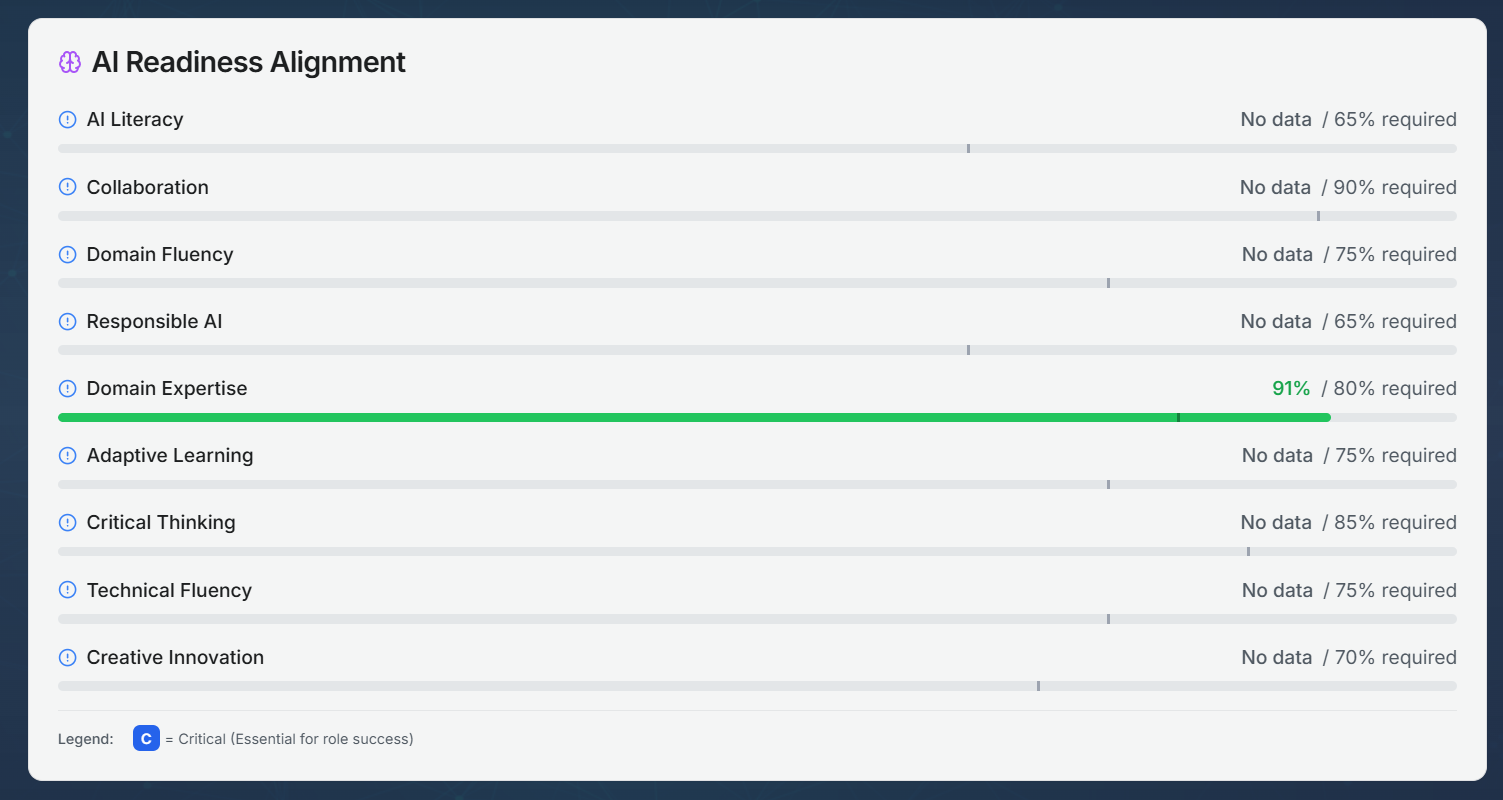 AI Readiness Alignment
AI Literacy No data / 65% required
Collaboration No data / 90% required
Domain Fluency No data / 75% required
Responsible AI No data / 65% required
Domain Expertise 91% / 80% required
Adaptive Learning No data / 75% required
Critical Thinking No data / 85% required
Technical Fluency No data / 75% required
Creative Innovation No data / 70% required
Legend: C = Critical (Essential for role success)